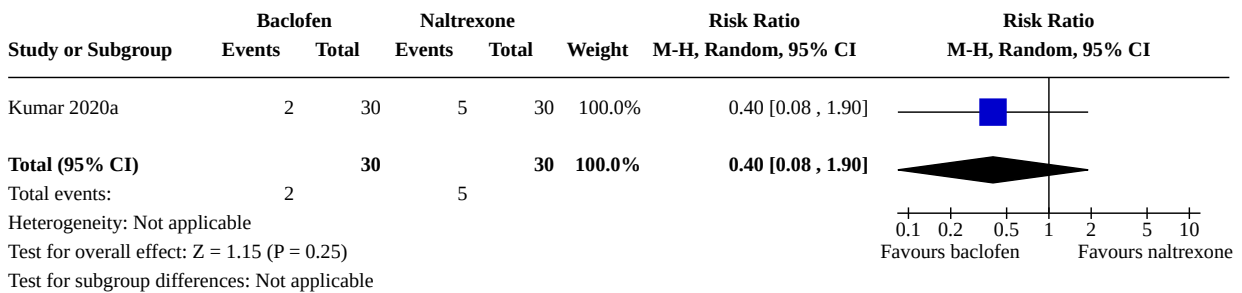 Baclofen Naltrexone Risk Ratio Risk Ratio
Study or Subgroup Events Total Events Total Weight M-H, Random, 95% CI M-H, Random, 95% CI
Kumar 2020a 2 30 5 30 100.0% 0.40 [0.08 , 1.90]
Total (95% CI) 30 30 100.0% 0.40 [0.08 , 1.90]
Total events: 2 5
Heterogeneity: Not applicable
0.1 0.2 0.5 1 2 5 10
Test for overall effect: Z = 1.15 (P = 0.25) Favours baclofen Favours naltrexone
Test for subgroup differences: Not applicable